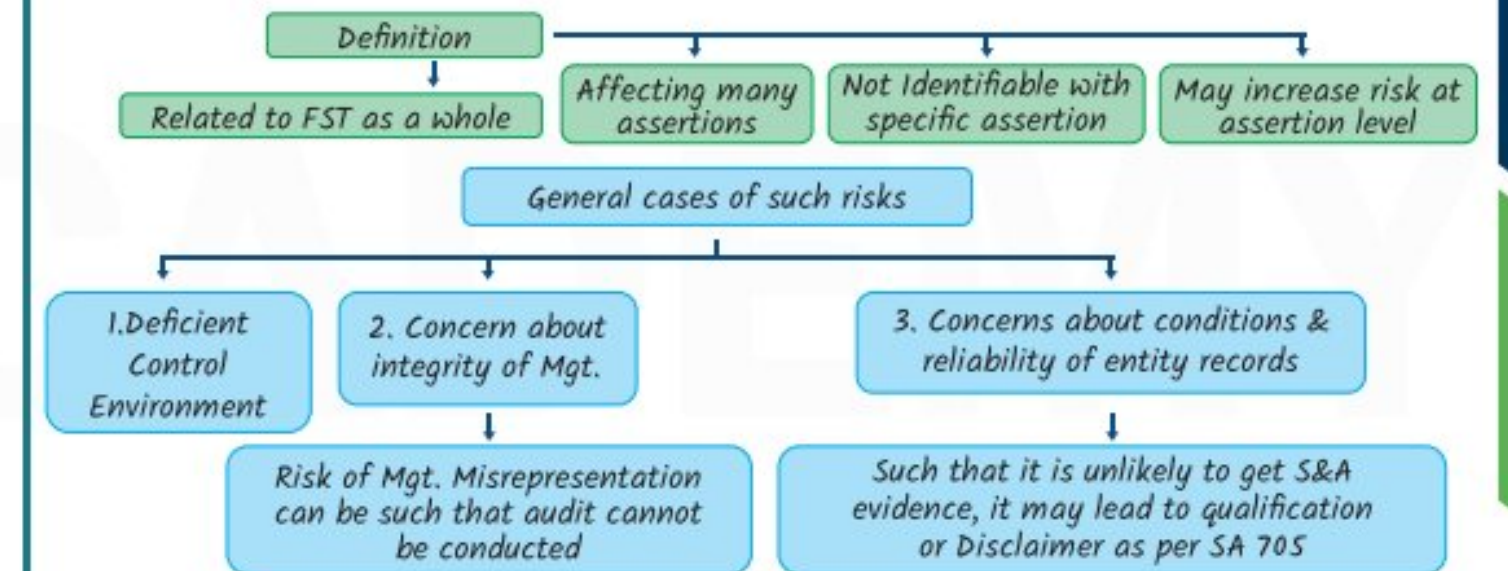 Definition
Related to FST as a whole
Affecting many
assertions
Not Identifiable with
specific assertion
May increase risk at
assertion level
General cases of such risks
1.Deficient
Control
Environment
2. Concern about
integrity of Mgt.
3. Concerns about conditions &
reliability of entity records
Risk of Mgt. Misrepresentation
can be such that audit cannot
be conducted
Such that it is unlikely to get S&A
evidence, it may lead to qualification
or Disclaimer as per SA 705